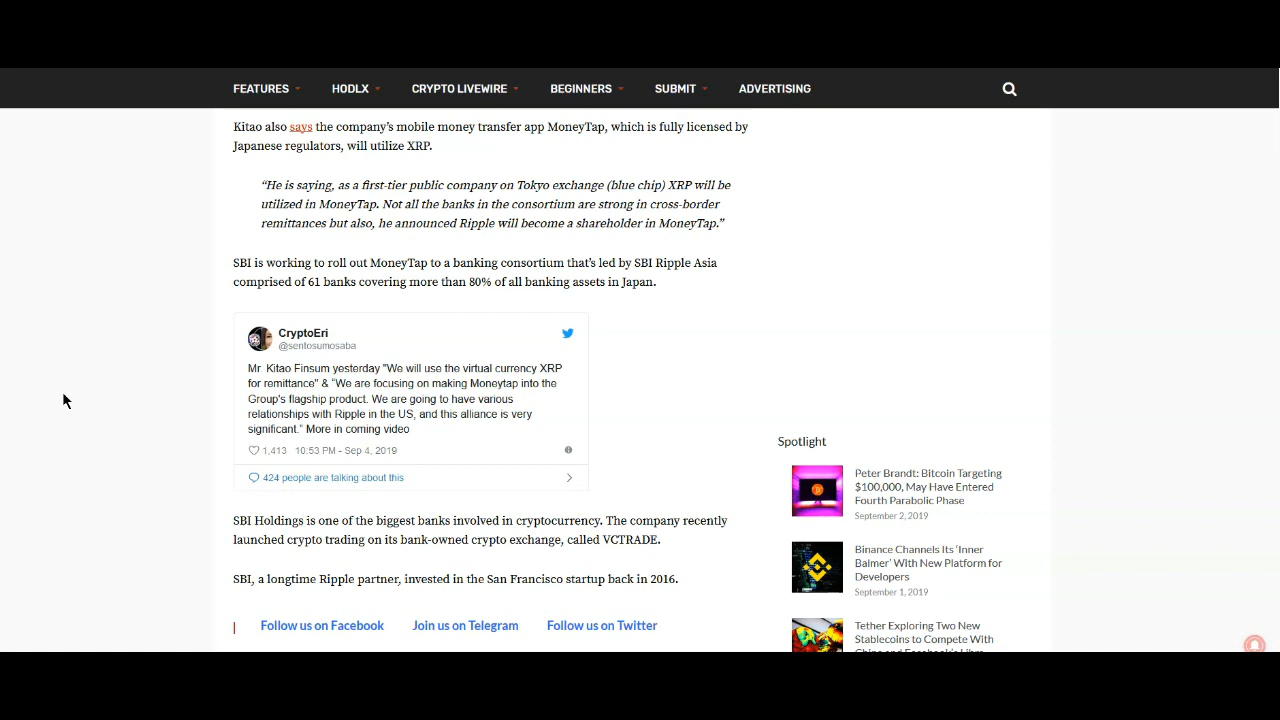 FEATURES HODLX CRYPTO LIVEWIRE BEGINNERS SUBMIT ADVERTISING
Kitao also says the company's mobile money transfer app MoneyTap, which is fully licensed by
Japanese regulators, will utilize XRP.
“He is saying, as a first-tier public company on Tokyo exchange (blue chip) XRP will be
utilized in MoneyTap. Not all the banks in the consortium are strong in cross-border
remittances but also, he announced Ripple will become a shareholder in MoneyTap.”
SBI is working to roll out MoneyTap to a banking consortium that's led by SBI Ripple Asia
comprised of 61 banks covering more than 80% of all banking assets in Japan.
CryptoEri
@sentosumosaba
Mr. Kitao Finsum yesterday "We will use the virtual currency XRP
for remittance" & "We are focusing on making Moneytap into the
Group's flagship product. We are going to have various
relationships with Ripple in the US, and this alliance is very
significant." More in coming video
1,413 10:53 PM - Sep 4, 2019
424 people are talking about this
SBI Holdings is one of the biggest banks involved in cryptocurrency. The company recently
launched crypto trading on its bank-owned crypto exchange, called VCTRADE.
SBI, a longtime Ripple partner, invested in the San Francisco startup back in 2016.
Follow us on Facebook Join us on Telegram Follow us on Twitter
Spotlight
Peter Brandt: Bitcoin Targeting
$100,000, May Have Entered
Fourth Parabolic Phase
September 2, 2019
Binance Channels Its 'Inner
Balmer' With New Platform for
Developers
September 1, 2019
Tether Exploring Two New
Stablecoins to Compete With
China and Facebook's Libra